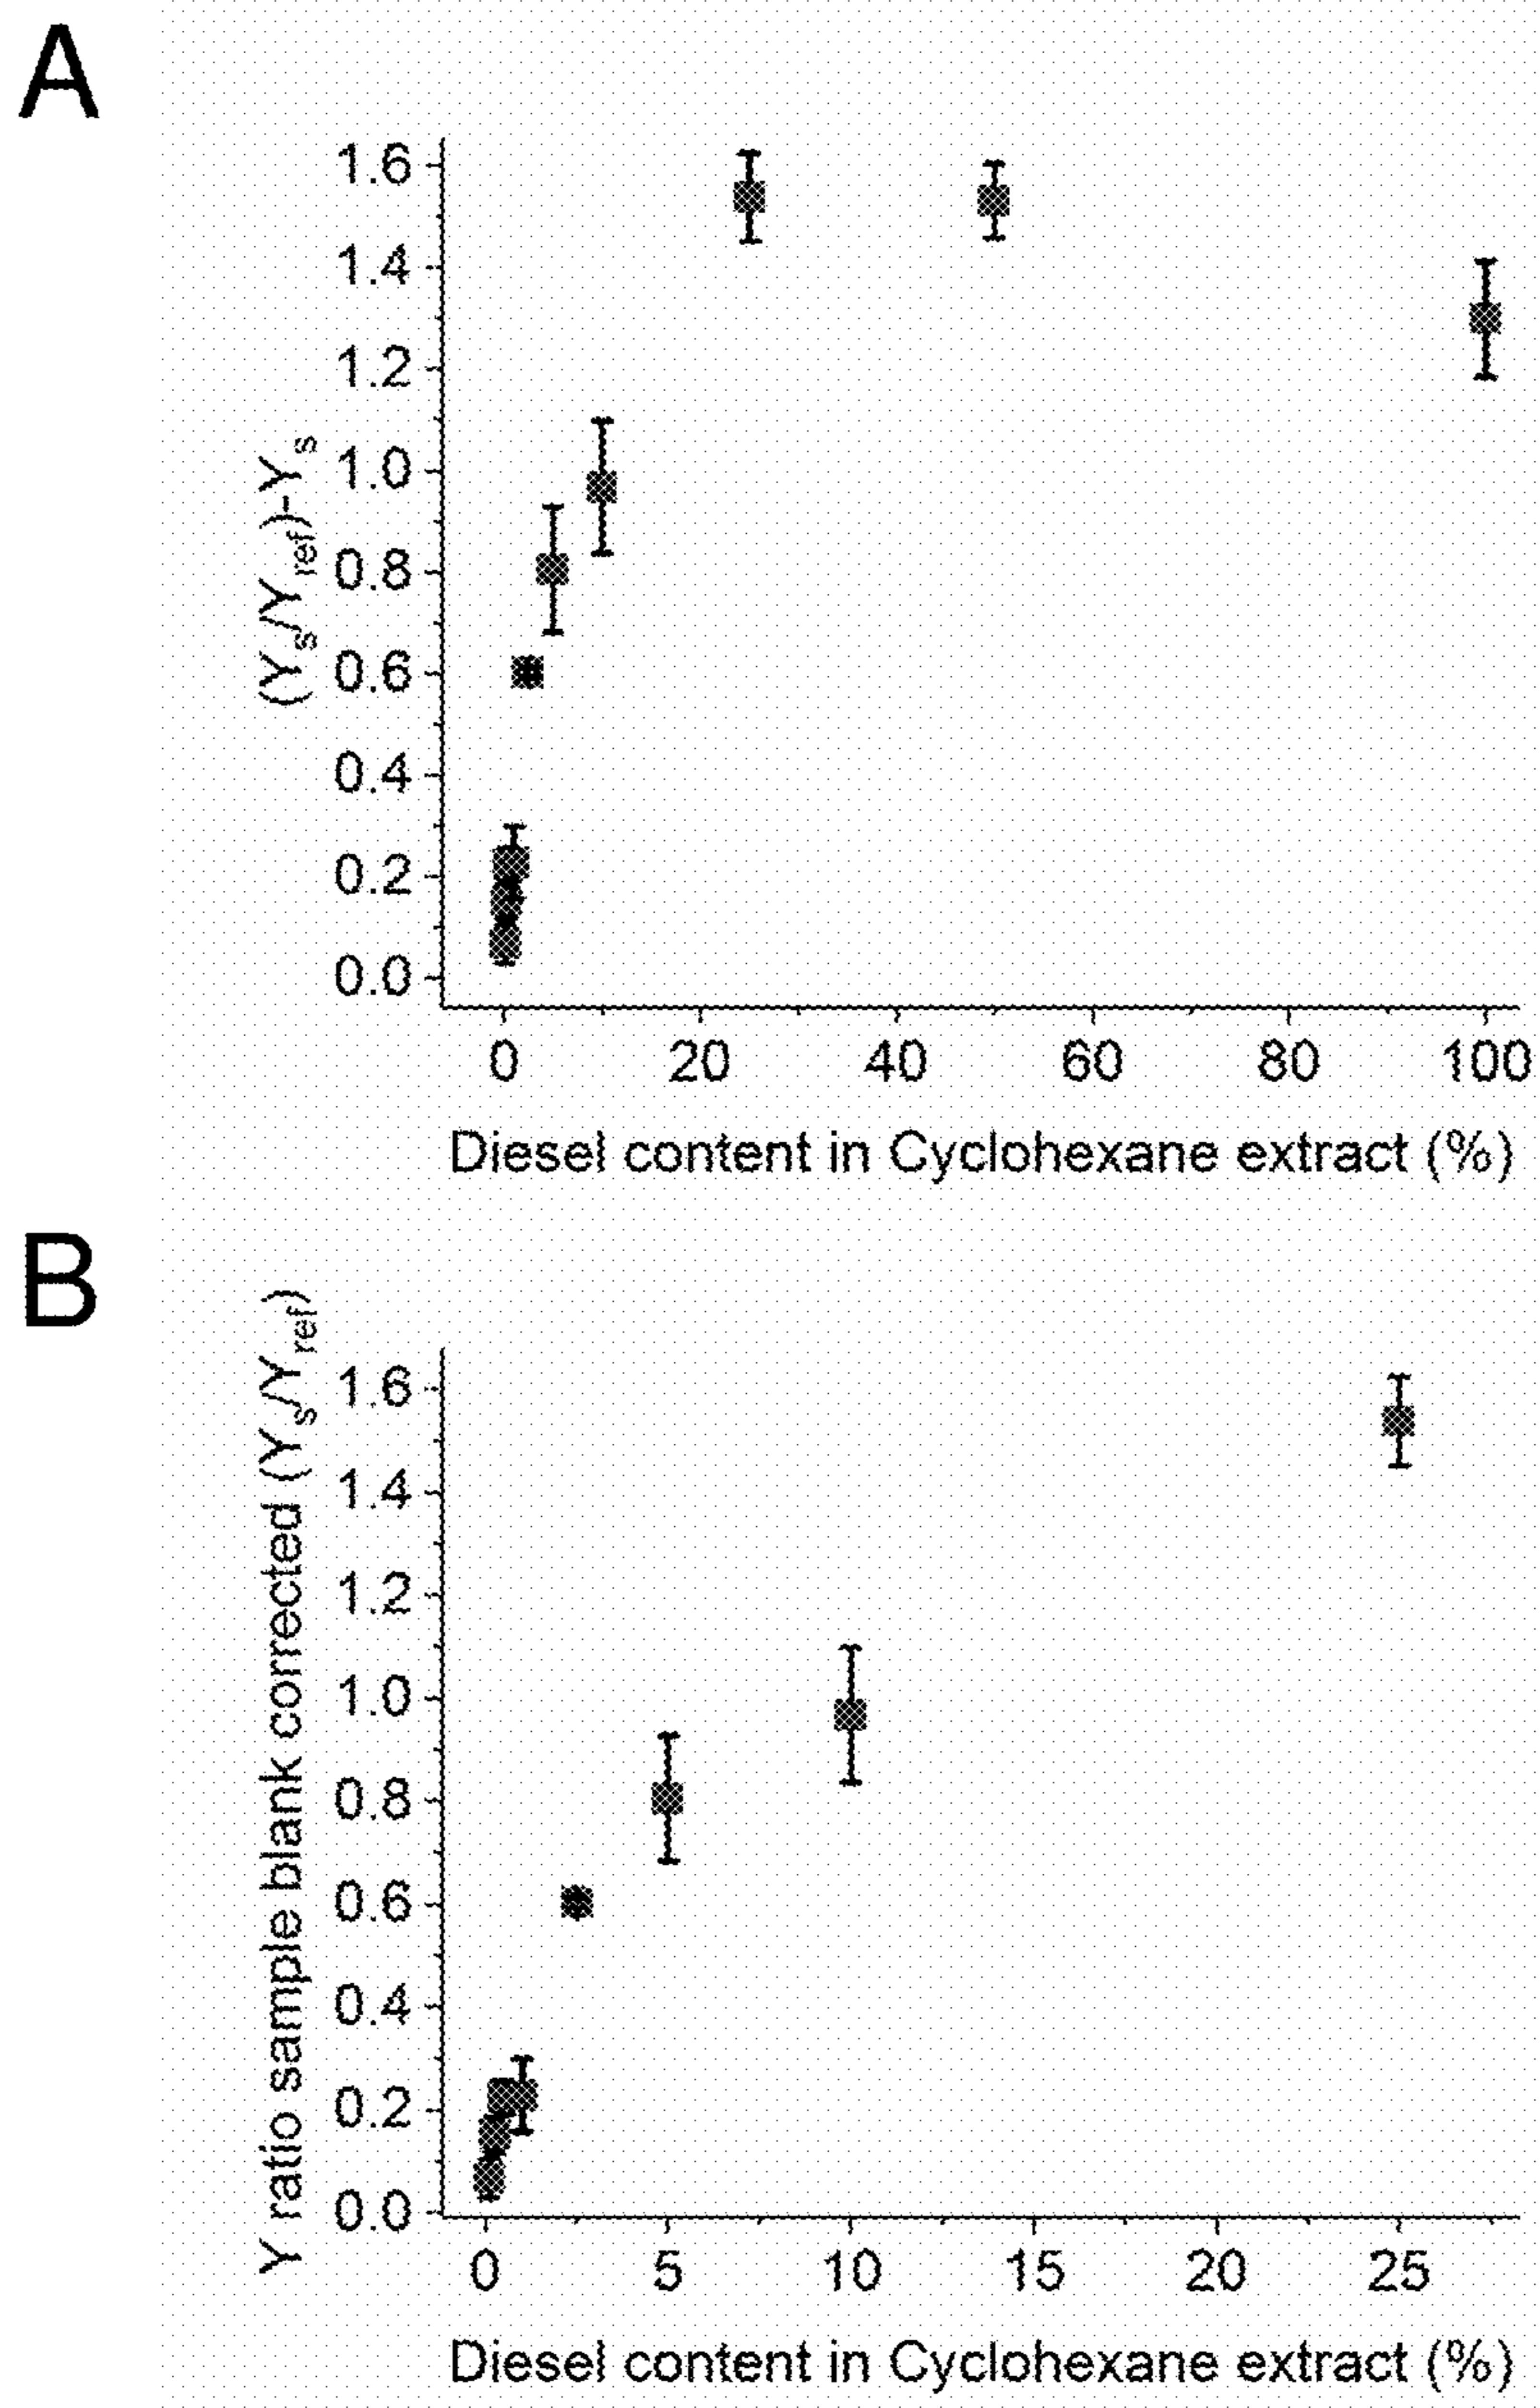 A
(Ys/Yref)-Ys
1.6
1.4
1.2
1.0
0.8
0.6
0.4
0.2
0.0
0 20 40 60 80 100
Diesel content in Cyclohexane extract (%)
B
Y ratio sample blank corrected (Ys/Yref)
1.6
1.4
1.2
1.0
0.8
0.6
0.4
0.2
0.0
0 5 10 15 20 25
Diesel content in Cyclohexane extract (%)